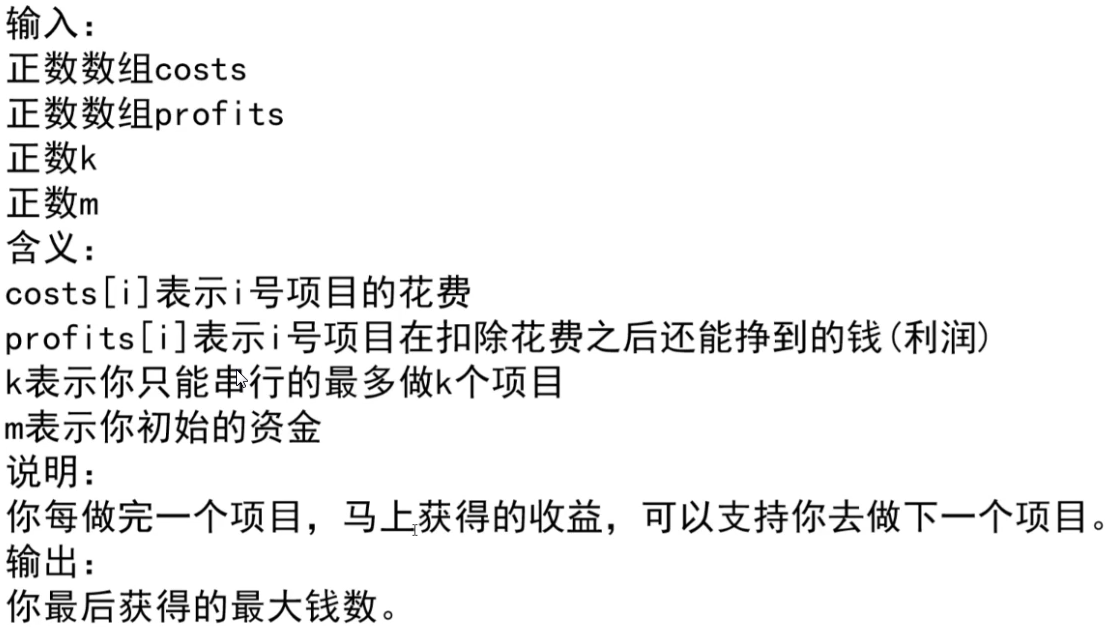 输入：
正数数组costs
正数数组profits
正数k
正数m
含义：
costs[i]表示i号项目的花费
profits[i]表示i号项目在扣除花费之后还能挣到的钱(利润)
k表示你只能串行的最多做k个项目
m表示你初始的资金
说明：
你每做完一个项目，马上获得的收益，可以支持你去做下一个项目。
输出：
你最后获得的最大钱数。